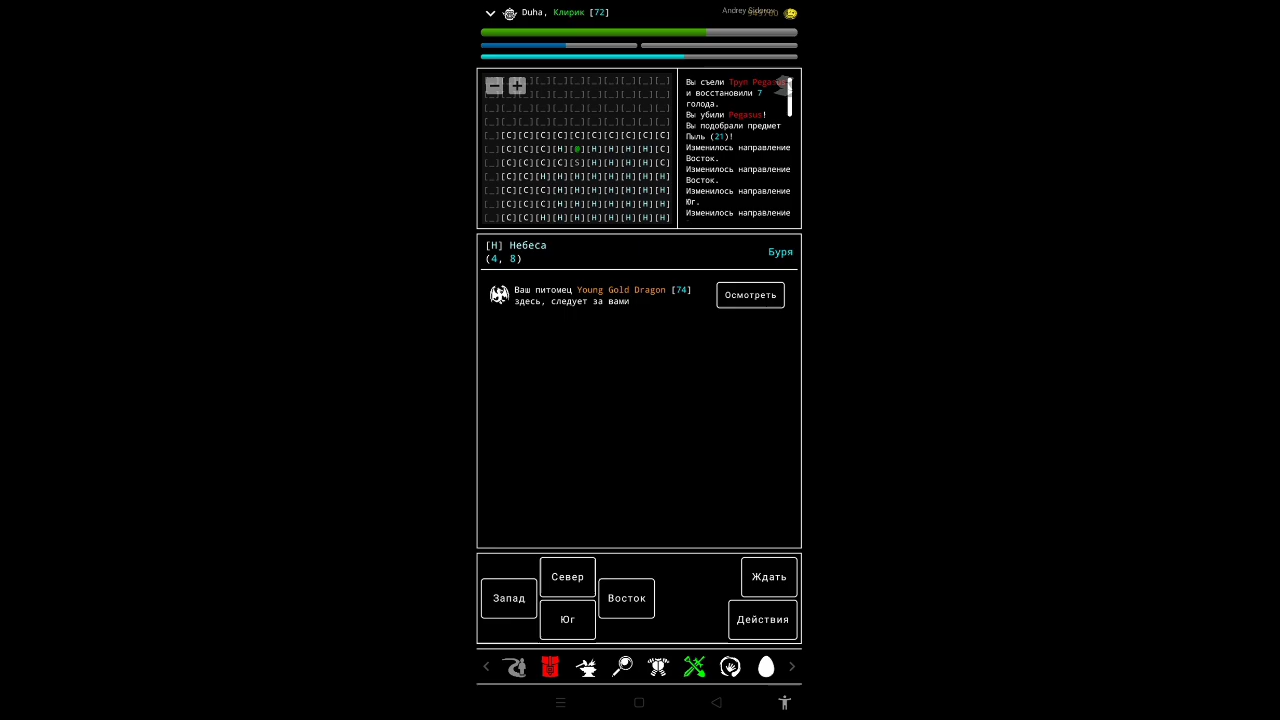 Duha, Клирик [72]
Andrey Sidorov
[_][_][_][_][_][_][_][_]
[_][_][_][_][_][_][_][_]
[_][_][_][_][_][_][_][_][_][_][_]
[_][_][_][_][_][_][_][_][_][_][_]
[_][C][C][C][C][C][C][C][C][C][C]
[_][C][C][C][H][@][H][H][H][H][C]
[_][C][C][C][C][S][H][H][H][H][C]
[_][C][C][H][H][H][H][H][H][H][H]
[_][C][C][C][H][H][H][H][H][H][H]
[_][C][C][C][H][H][H][H][H][H][H]
[_][C][C][H][H][H][H][H][H][H][H]
Вы съели Труп Pegasus
и восстановили 7
голода.
Вы убили Pegasus!
Вы подобрали предмет
Пыль (21)!
Изменилось направление
Восток.
Изменилось направление
Восток.
Изменилось направление
Юг.
Изменилось направление
[H] Небеса
(4, 8)
Буря
Ваш питомец Young Gold Dragon [74]
здесь, следует за вами
Осмотреть
Север
Ждать
Запад
Восток
Юг
Действия